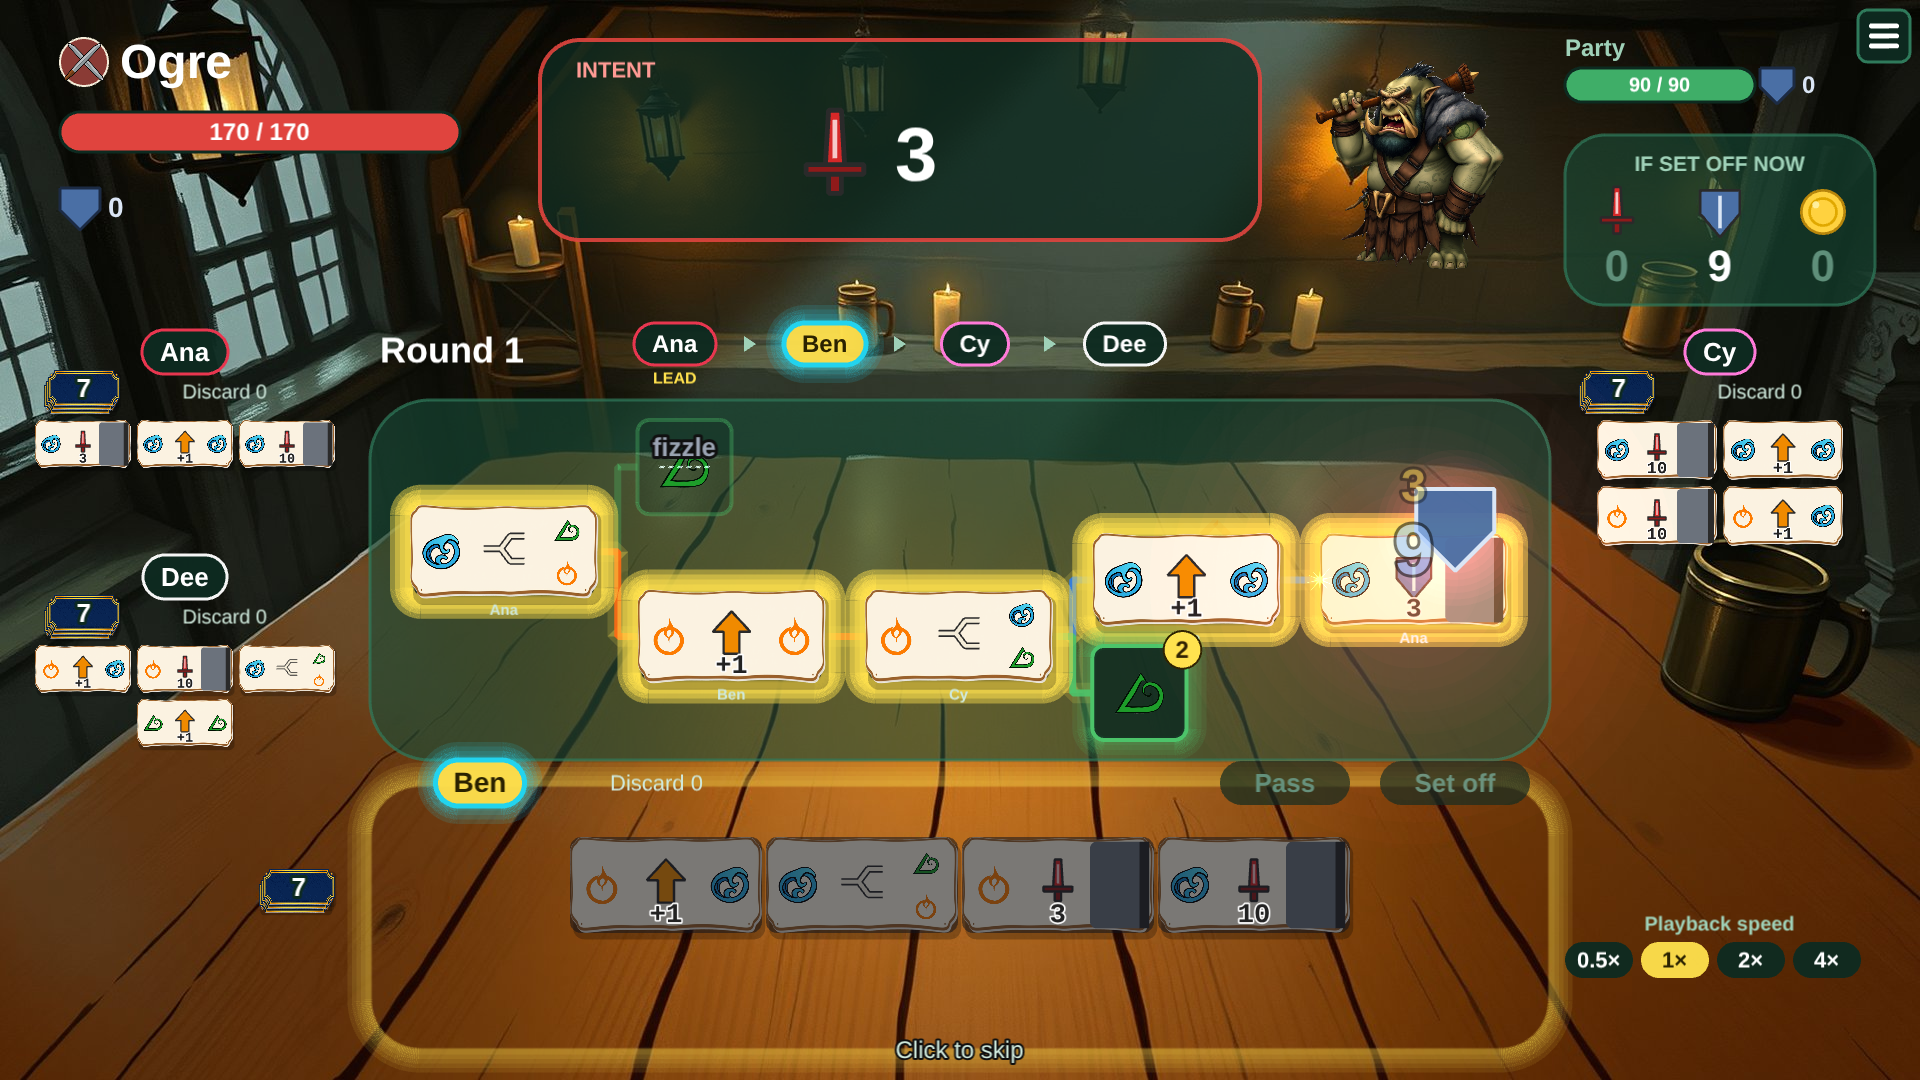 Ogre
170 / 170
0
INTENT
3
Party
90 / 90
0
IF SET OFF NOW
0
9
0
Round 1
Ana
LEAD
Ben
Cy
Dee
Ana
7
Discard 0
3
+1
10
Dee
7
Discard 0
+1
10
+1
Cy
7
Discard 0
10
+1
10
+1
fizzle
Ana
+1
Ben
Cy
+1
2
3
9
3
Ana
Ben
Discard 0
Pass
Set off
7
+1
3
10
Playback speed
0.5×
1×
2×
4×
Click to skip